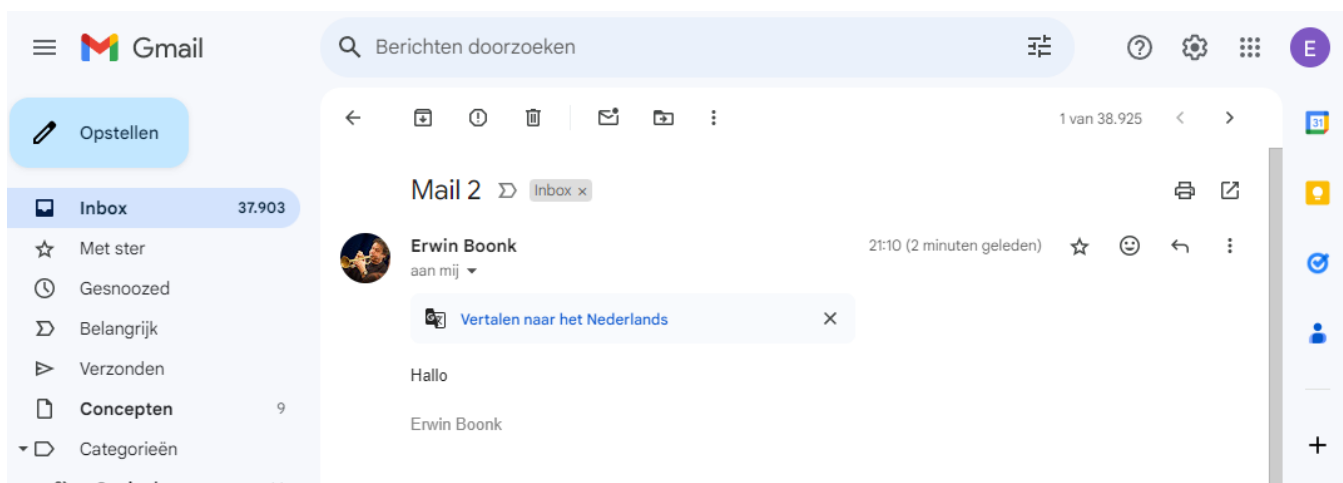 Gmail
Berichten doorzoeken
E
Opstellen
1 van 38.925
31
Mail 2 Inbox ×
Inbox 37.903
Erwin Boonk 21:10 (2 minuten geleden)
aan mij
Met ster
Gesnoozed
Vertalen naar het Nederlands
Belangrijk
Verzonden
Hallo
Concepten 9
Erwin Boonk
Categorieën